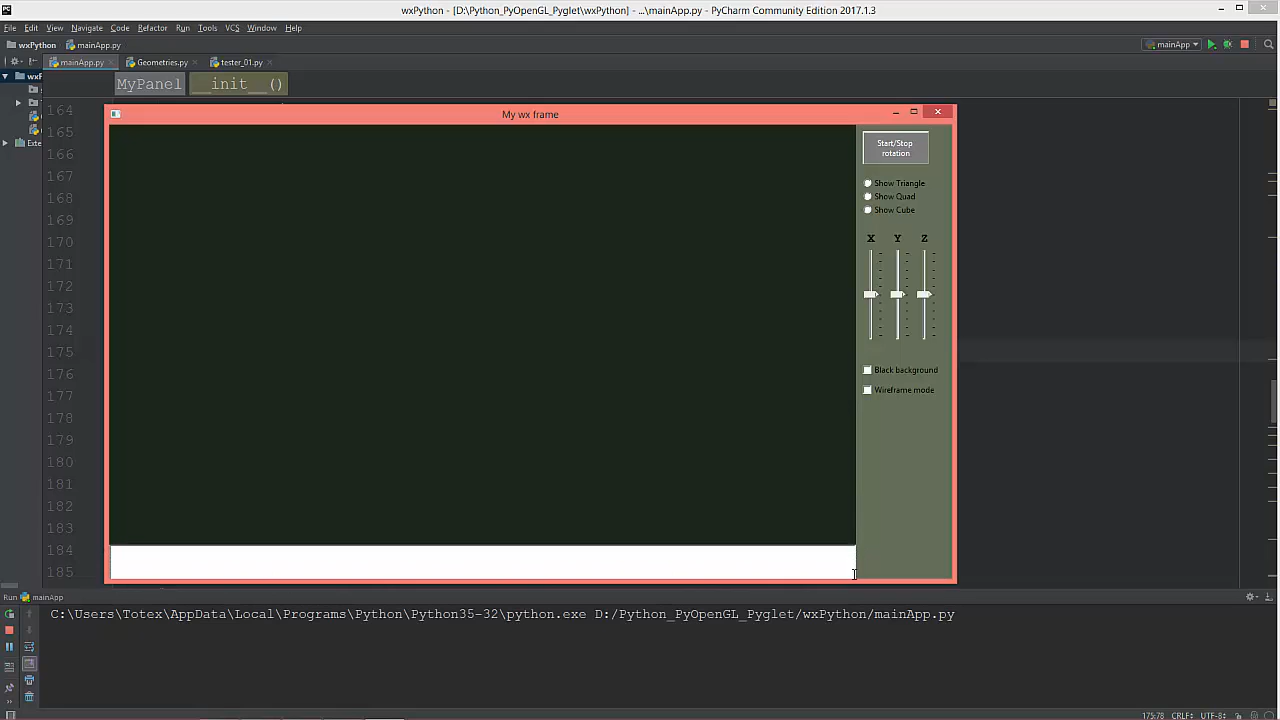 wxPython - [D:\Python_PyOpenGL_Pyglet\wxPython] - ...\mainApp.py - PyCharm Community Edition 2017.1.3
File Edit View Navigate Code Refactor Run Tools VCS Window Help
wxPython mainApp.py mainApp
mainApp.py Geometries.py tester_01.py
wxP
MyPanel __init__()
Exte
164
165
166
167
168
169
170
171
172
173
174
175
176
177
178
179
180
181
182
183
184
185
My wx frame
Start/Stop
rotation
Show Triangle
Show Quad
Show Cube
X Y Z
Black background
Wireframe mode
Run mainApp
C:\Users\Totex\AppData\Local\Programs\Python\Python35-32\python.exe D:/Python_PyOpenGL_Pyglet/wxPython/mainApp.py
175:78 CRLF UTF-8